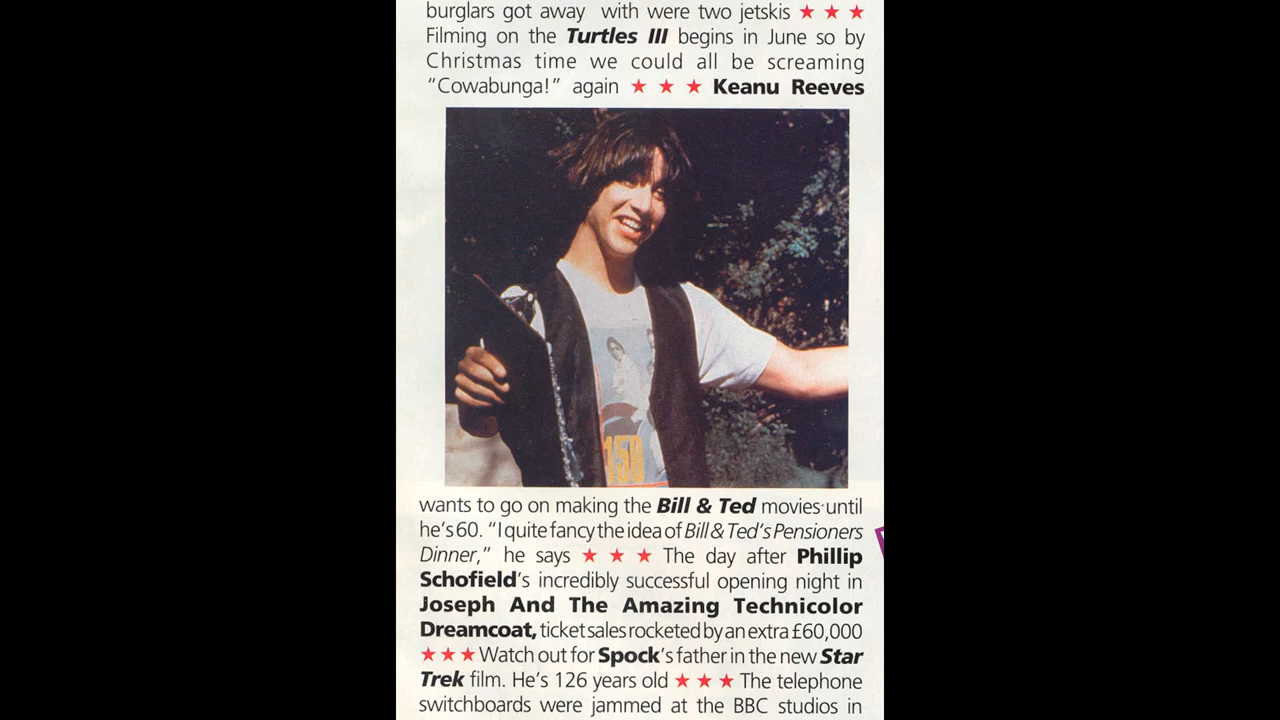 burglars got away with were two jetskis ★ ★ ★
Filming on the Turtles III begins in June so by
Christmas time we could all be screaming
“Cowabunga!” again ★ ★ ★ Keanu Reeves
150
wants to go on making the Bill & Ted movies until
he’s 60. “I quite fancy the idea of Bill & Ted’s Pensioners
Dinner,” he says ★ ★ ★ The day after Phillip
Schofield’s incredibly successful opening night in
Joseph And The Amazing Technicolor
Dreamcoat, ticket sales rocketed by an extra £60,000
★ ★ ★ Watch out for Spock’s father in the new Star
Trek film. He’s 126 years old ★ ★ ★ The telephone
switchboards were jammed at the BBC studios in